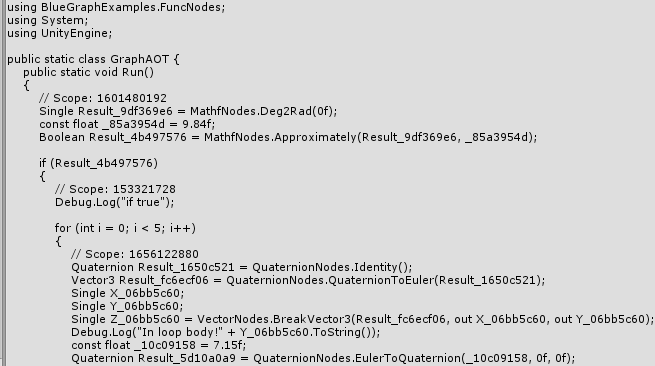 using BlueGraphExamples.FuncNodes;
using System;
using UnityEngine;
public static class GraphAOT {
public static void Run()
{
// Scope: 1601480192
Single Result_9df369e6 = MathfNodes.Deg2Rad(0f);
const float _85a3954d = 9.84f;
Boolean Result_4b497576 = MathfNodes.Approximately(Result_9df369e6, _85a3954d);
if (Result_4b497576)
{
// Scope: 153321728
Debug.Log("if true");
for (int i = 0; i < 5; i++)
{
// Scope: 1656122880
Quaternion Result_1650c521 = QuaternionNodes.Identity();
Vector3 Result_fc6ecf06 = QuaternionNodes.QuaternionToEuler(Result_1650c521);
Single X_06bb5c60;
Single Y_06bb5c60;
Single Z_06bb5c60 = VectorNodes.BreakVector3(Result_fc6ecf06, out X_06bb5c60, out Y_06bb5c60);
Debug.Log("In loop body!" + Y_06bb5c60.ToString());
const float _10c09158 = 7.15f;
Quaternion Result_5d10a0a9 = QuaternionNodes.EulerToQuaternion(_10c09158, 0f, 0f);